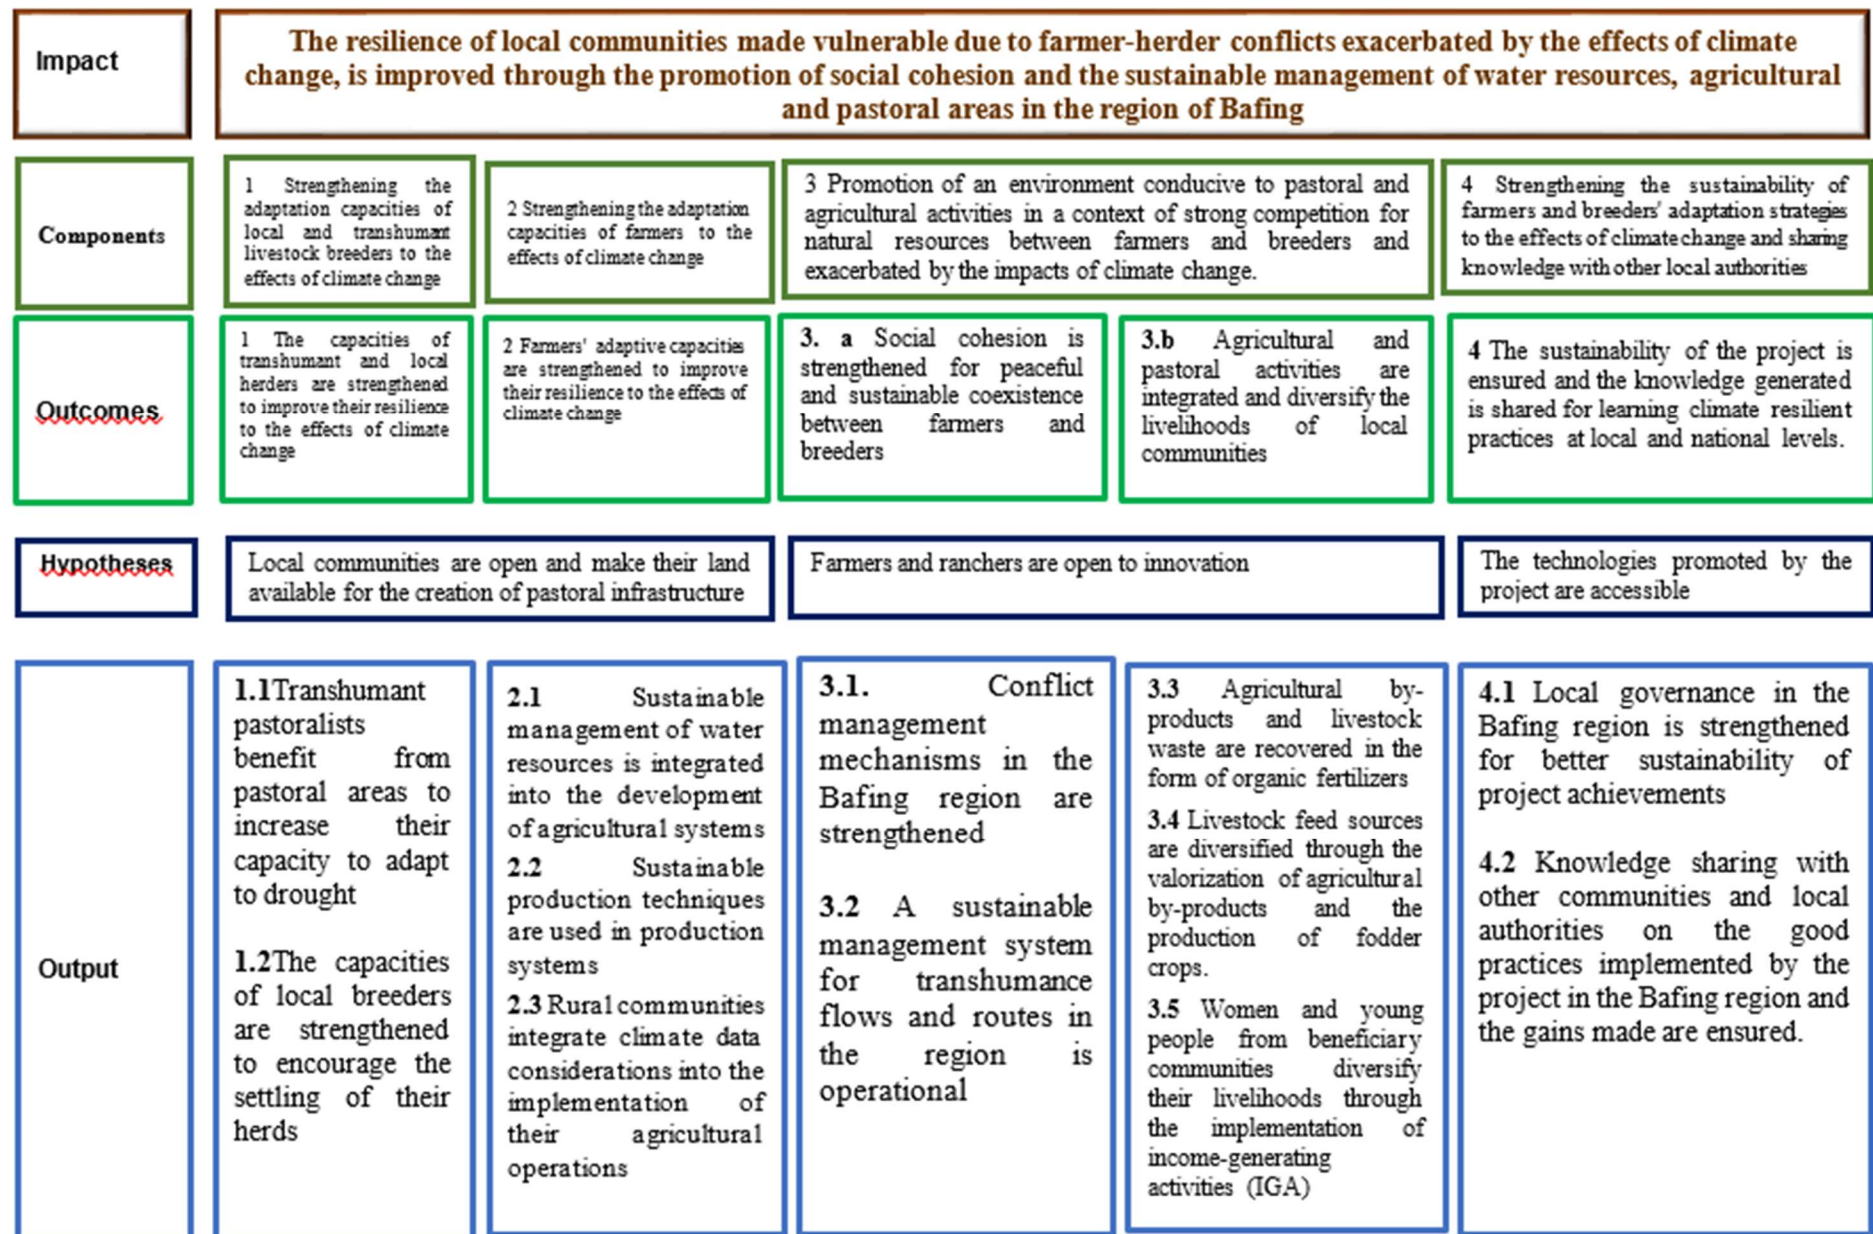 Impact
The resilience of local communities made vulnerable due to farmer-herder conflicts exacerbated by the effects of climate
change, is improved through the promotion of social cohesion and the sustainable management of water resources, agricultural
and pastoral areas in the region of Bafing
Components
1 Strengthening the
adaptation capacities of
local and transhumant
livestock breeders to the
effects of climate change
2 Strengthening the adaptation
capacities of farmers to the
effects of climate change
3 Promotion of an environment conducive to pastoral and
agricultural activities in a context of strong competition for
natural resources between farmers and breeders and
exacerbated by the impacts of climate change.
4 Strengthening the sustainability of
farmers and breeders' adaptation strategies
to the effects of climate change and sharing
knowledge with other local authorities
Outcomes
1 The capacities of
transhumant and local
herders are strengthened
to improve their resilience
to the effects of climate
change
2 Farmers' adaptive capacities
are strengthened to improve
their resilience to the effects of
climate change
3. a Social cohesion is
strengthened for peaceful
and sustainable coexistence
between farmers and
breeders
3.b Agricultural and
pastoral activities are
integrated and diversify the
livelihoods of local
communities
4 The sustainability of the project is
ensured and the knowledge generated
is shared for learning climate resilient
practices at local and national levels.
Hypotheses
Local communities are open and make their land
available for the creation of pastoral infrastructure
Farmers and ranchers are open to innovation
The technologies promoted by the
project are accessible
Output
1.1Transhumant
pastoralists
benefit from
pastoral areas to
increase their
capacity to adapt
to drought
1.2The capacities
of local breeders
are strengthened
to encourage the
settling of their
herds
2.1 Sustainable
management of water
resources is integrated
into the development
of agricultural systems
2.2 Sustainable
production techniques
are used in production
systems
2.3 Rural communities
integrate climate data
considerations into the
implementation of
their agricultural
operations
3.1. Conflict
management
mechanisms in the
Bafing region are
strengthened
3.2 A sustainable
management system
for transhumance
flows and routes in
the region is
operational
3.3 Agricultural by-
products and livestock
waste are recovered in the
form of organic fertilizers
3.4 Livestock feed sources
are diversified through the
valorization of agricultural
by-products and the
production of fodder
crops.
3.5 Women and young
people from beneficiary
communities diversify
their livelihoods through
the implementation of
income-generating
activities (IGA)
4.1 Local governance in the
Bafing region is strengthened
for better sustainability of
project achievements
4.2 Knowledge sharing with
other communities and local
authorities on the good
practices implemented by the
project in the Bafing region and
the gains made are ensured.